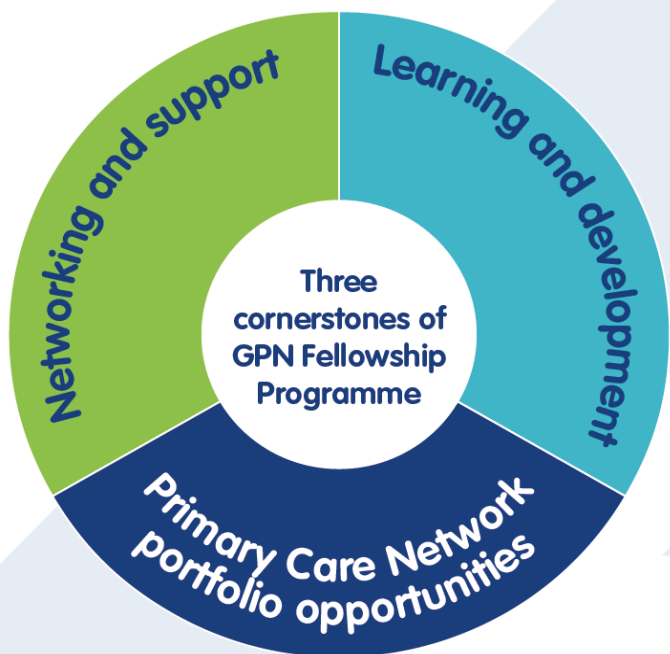 Networking and support
Learning and development
Three
cornerstones of
GPN Fellowship
Programme
Primary Care Network
portfolio opportunities